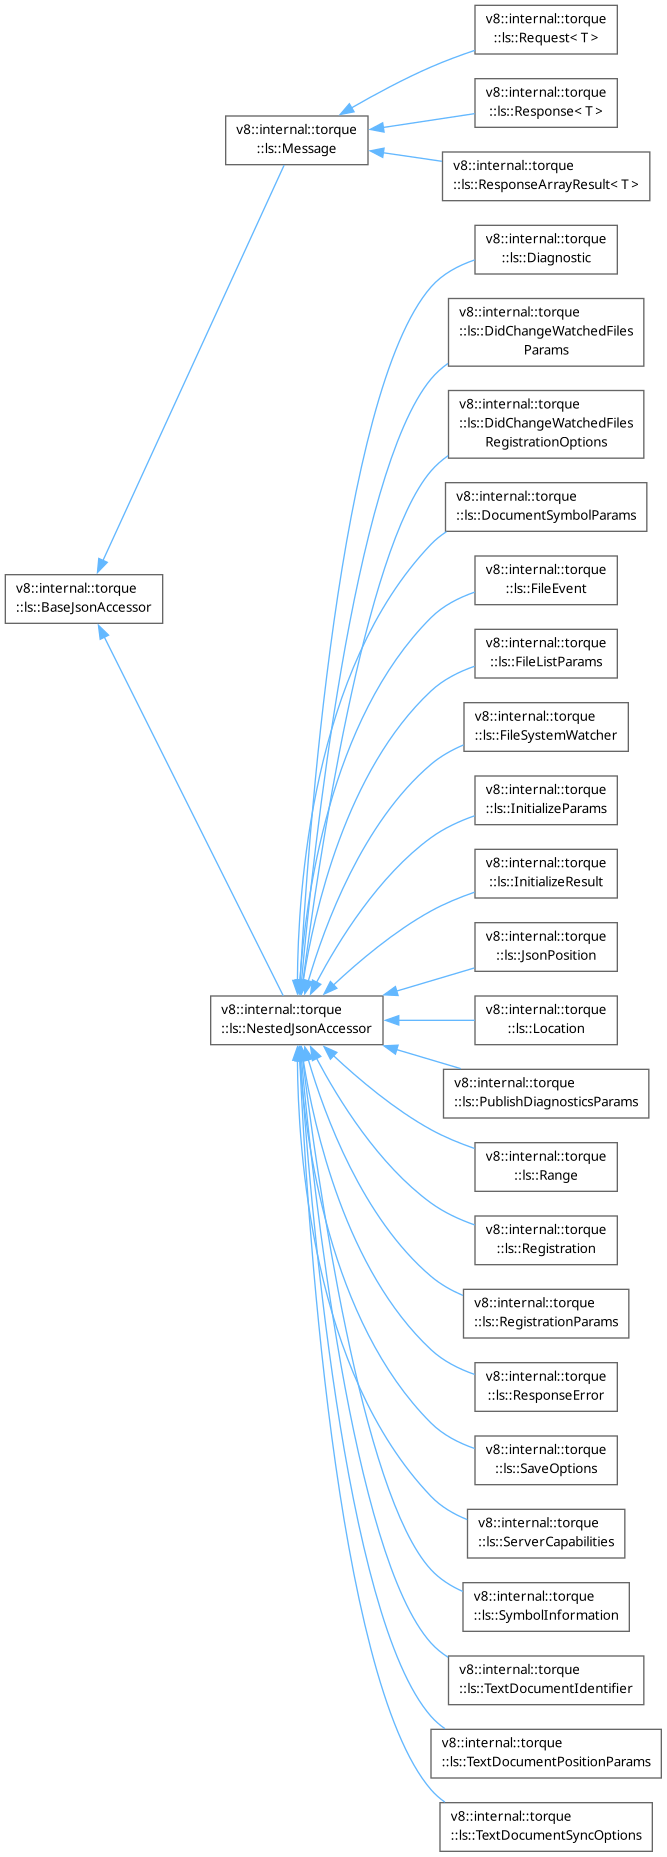 v8::internal::torque
::ls::Request< T >
v8::internal::torque
::ls::Response< T >
v8::internal::torque
::ls::Message
v8::internal::torque
::ls::ResponseArrayResult< T >
v8::internal::torque
::ls::Diagnostic
v8::internal::torque
::ls::DidChangeWatchedFiles
Params
v8::internal::torque
::ls::DidChangeWatchedFiles
RegistrationOptions
v8::internal::torque
::ls::DocumentSymbolParams
v8::internal::torque
::ls::FileEvent
v8::internal::torque
::ls::BaseJsonAccessor
v8::internal::torque
::ls::FileListParams
v8::internal::torque
::ls::FileSystemWatcher
v8::internal::torque
::ls::InitializeParams
v8::internal::torque
::ls::InitializeResult
v8::internal::torque
::ls::JsonPosition
v8::internal::torque
::ls::NestedJsonAccessor
v8::internal::torque
::ls::Location
v8::internal::torque
::ls::PublishDiagnosticsParams
v8::internal::torque
::ls::Range
v8::internal::torque
::ls::Registration
v8::internal::torque
::ls::RegistrationParams
v8::internal::torque
::ls::ResponseError
v8::internal::torque
::ls::SaveOptions
v8::internal::torque
::ls::ServerCapabilities
v8::internal::torque
::ls::SymbolInformation
v8::internal::torque
::ls::TextDocumentIdentifier
v8::internal::torque
::ls::TextDocumentPositionParams
v8::internal::torque
::ls::TextDocumentSyncOptions